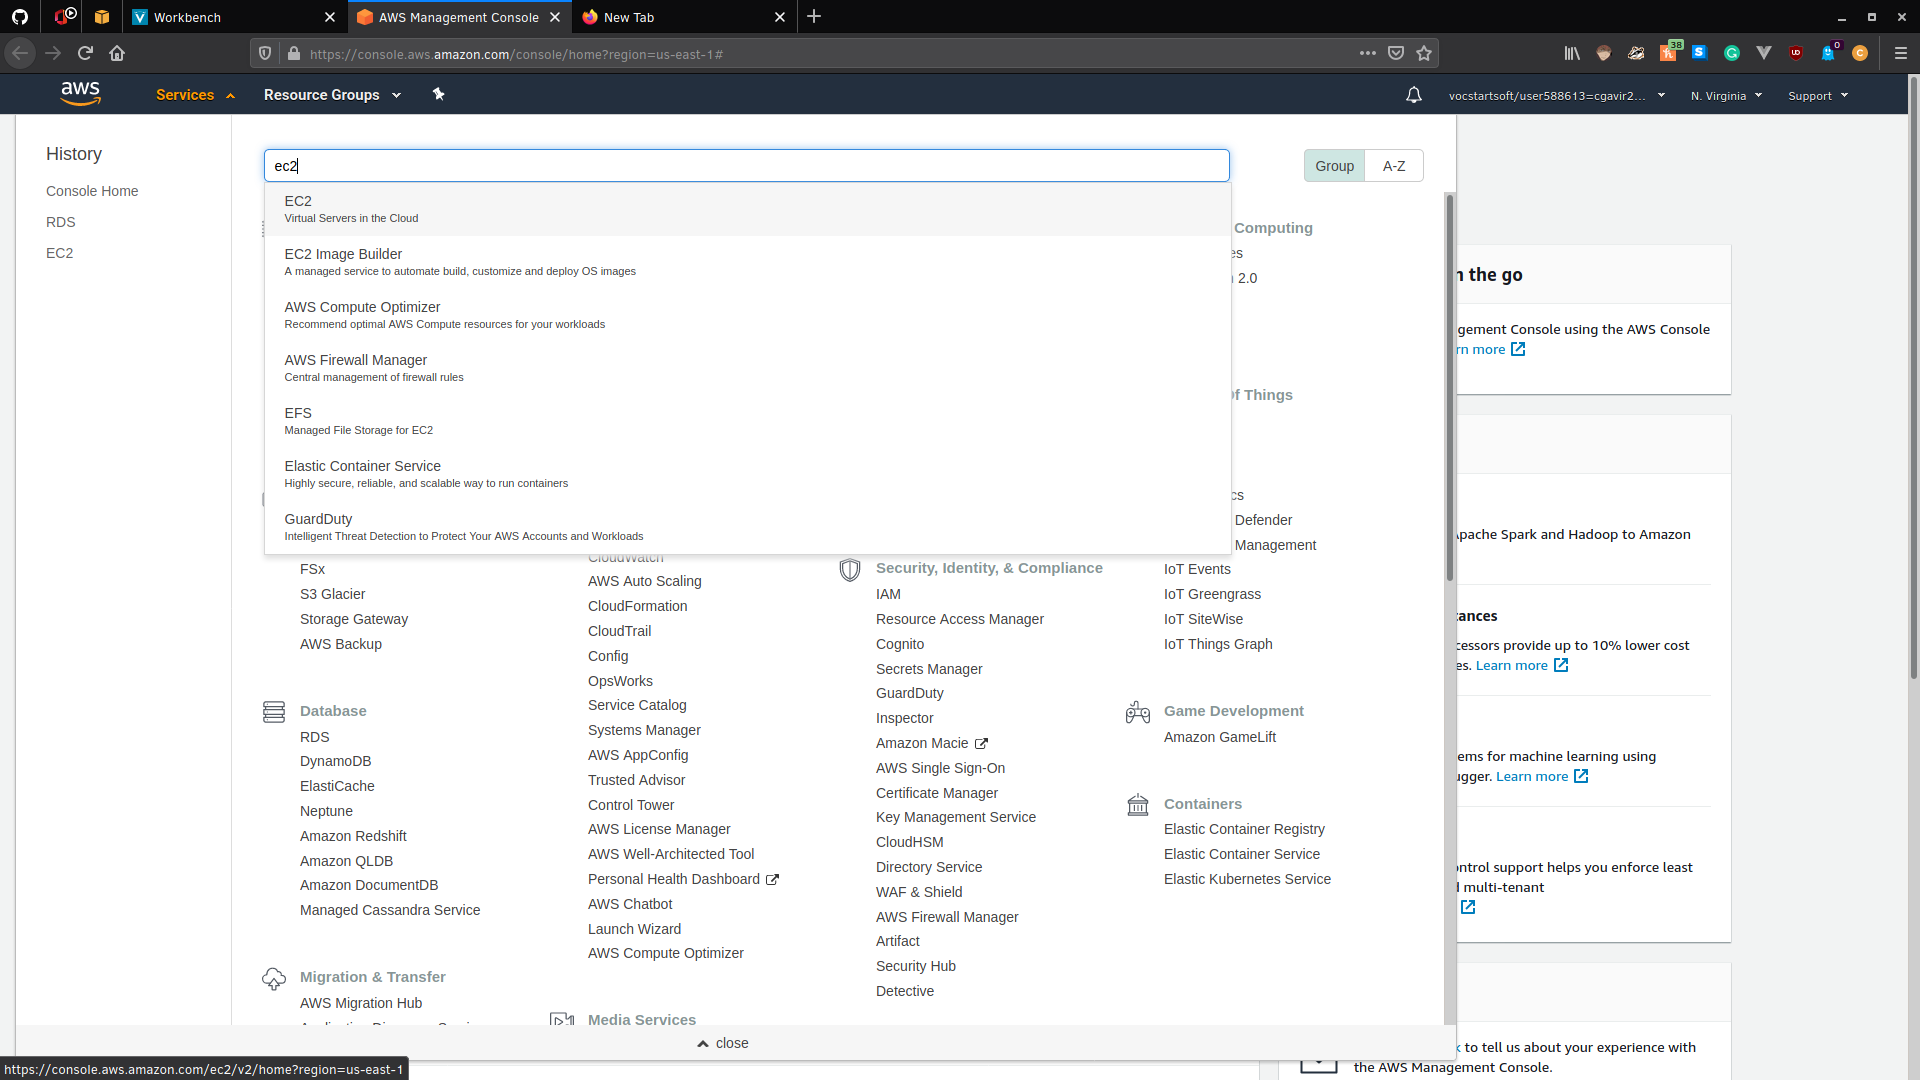 Workbench
AWS Management Console
New Tab
https://console.aws.amazon.com/console/home?region=us-east-1#
38
0
aws
Services
Resource Groups
vocstartsoft/user588613=cgavir2...
N. Virginia
Support
History
Console Home
RDS
EC2
ec2
Group
A-Z
EC2
Virtual Servers in the Cloud
EC2 Image Builder
A managed service to automate build, customize and deploy OS images
AWS Compute Optimizer
Recommend optimal AWS Compute resources for your workloads
AWS Firewall Manager
Central management of firewall rules
EFS
Managed File Storage for EC2
Elastic Container Service
Highly secure, reliable, and scalable way to run containers
GuardDuty
Intelligent Threat Detection to Protect Your AWS Accounts and Workloads
FSx
S3 Glacier
Storage Gateway
AWS Backup
Database
RDS
DynamoDB
ElastiCache
Neptune
Amazon Redshift
Amazon QLDB
Amazon DocumentDB
Managed Cassandra Service
Migration & Transfer
AWS Migration Hub
CloudWatch
AWS Auto Scaling
CloudFormation
CloudTrail
Config
OpsWorks
Service Catalog
Systems Manager
AWS AppConfig
Trusted Advisor
Control Tower
AWS License Manager
AWS Well-Architected Tool
Personal Health Dashboard
AWS Chatbot
Launch Wizard
AWS Compute Optimizer
Media Services
Security, Identity, & Compliance
IAM
Resource Access Manager
Cognito
Secrets Manager
GuardDuty
Inspector
Amazon Macie
AWS Single Sign-On
Certificate Manager
Key Management Service
CloudHSM
Directory Service
WAF & Shield
AWS Firewall Manager
Artifact
Security Hub
Detective
Computing
es
2.0
Of Things
cs
Defender
Management
IoT Events
IoT Greengrass
IoT SiteWise
IoT Things Graph
Game Development
Amazon GameLift
Containers
Elastic Container Registry
Elastic Container Service
Elastic Kubernetes Service
close
n the go
gement Console using the AWS Console
rn more
Apache Spark and Hadoop to Amazon
tances
cessors provide up to 10% lower cost
es. Learn more
ems for machine learning using
ugger. Learn more
ontrol support helps you enforce least
d multi-tenant
k to tell us about your experience with
the AWS Management Console.
https://console.aws.amazon.com/ec2/v2/home?region=us-east-1